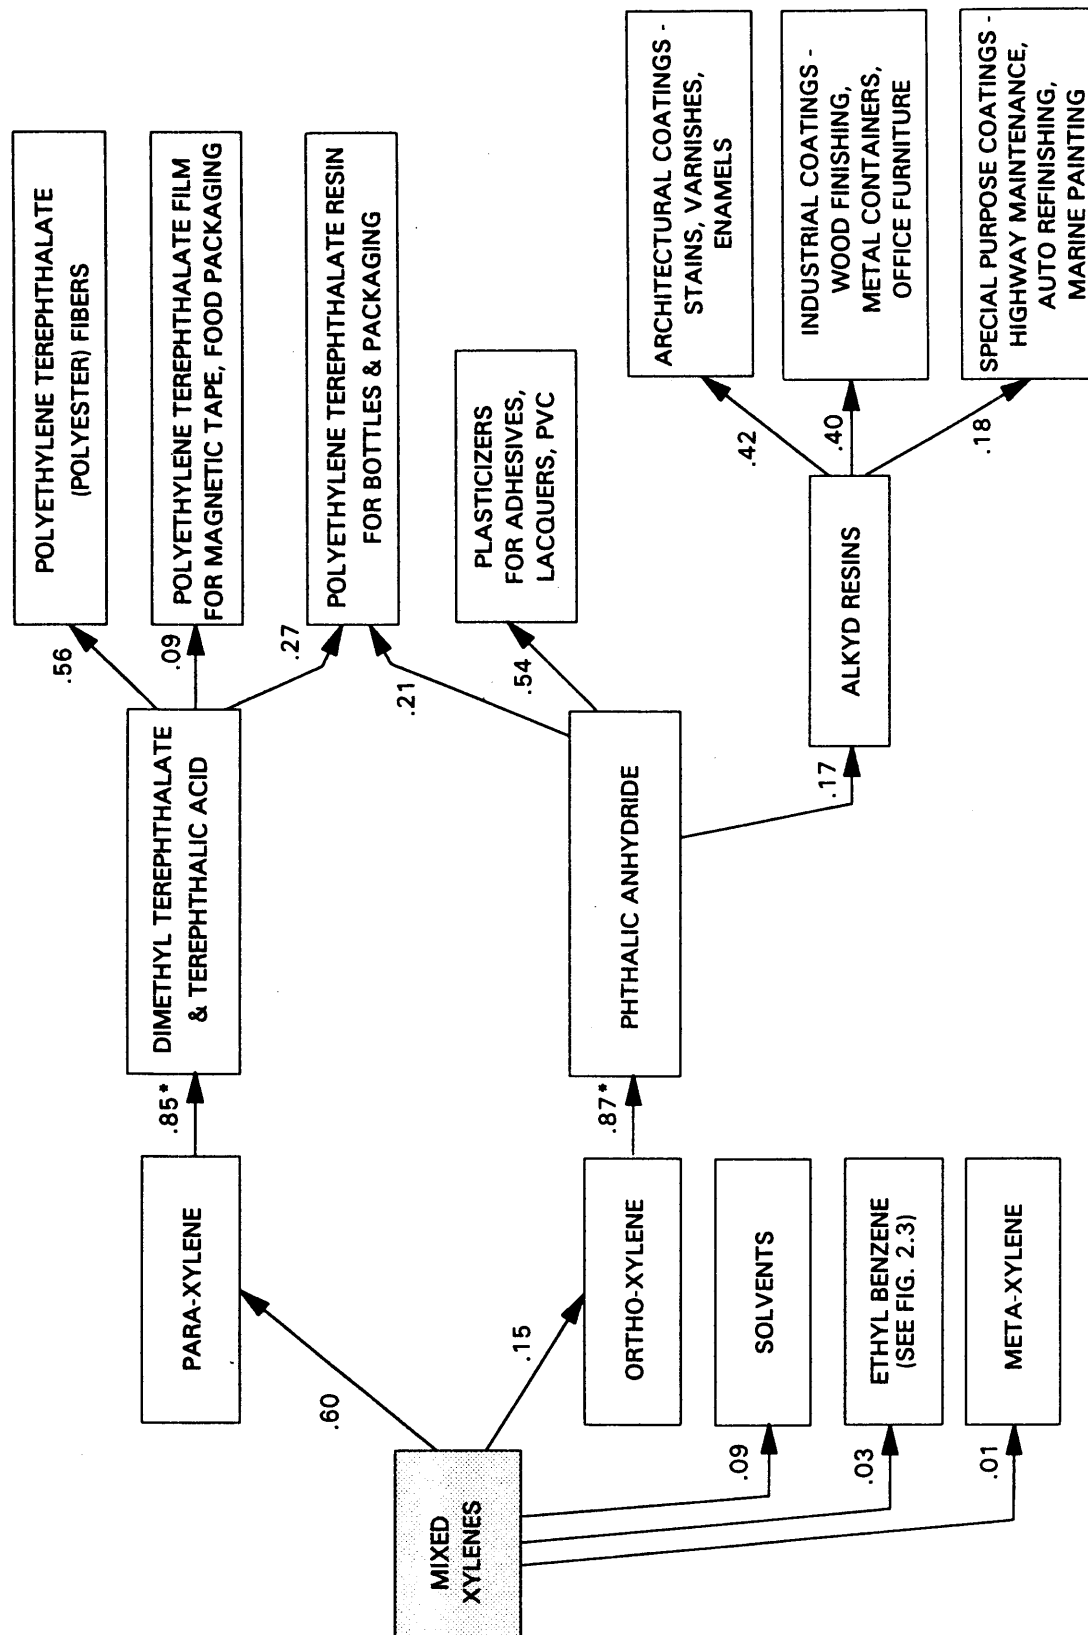 MIXED
XYLENES
.60
.15
.09
.03
.01
PARA-XYLENE
ORTHO-XYLENE
SOLVENTS
ETHYL BENZENE
(SEE FIG. 2.3)
META-XYLENE
.85*
.87*
DIMETHYL TEREPHTHALATE
& TEREPHTHALIC ACID
PHTHALIC ANHYDRIDE
.56
.09
.27
.21
.54
.17
POLYETHYLENE TEREPHTHALATE
(POLYESTER) FIBERS
POLYETHYLENE TEREPHTHALATE FILM
FOR MAGNETIC TAPE, FOOD PACKAGING
POLYETHYLENE TEREPHTHALATE RESIN
FOR BOTTLES & PACKAGING
PLASTICIZERS
FOR ADHESIVES,
LACQUERS, PVC
ALKYD RESINS
.42
.40
.18
ARCHITECTURAL COATINGS -
STAINS, VARNISHES,
ENAMELS
INDUSTRIAL COATINGS -
WOOD FINISHING,
METAL CONTAINERS,
OFFICE FURNITURE
SPECIAL PURPOSE COATINGS -
HIGHWAY MAINTENANCE,
AUTO REFINISHING,
MARINE PAINTING